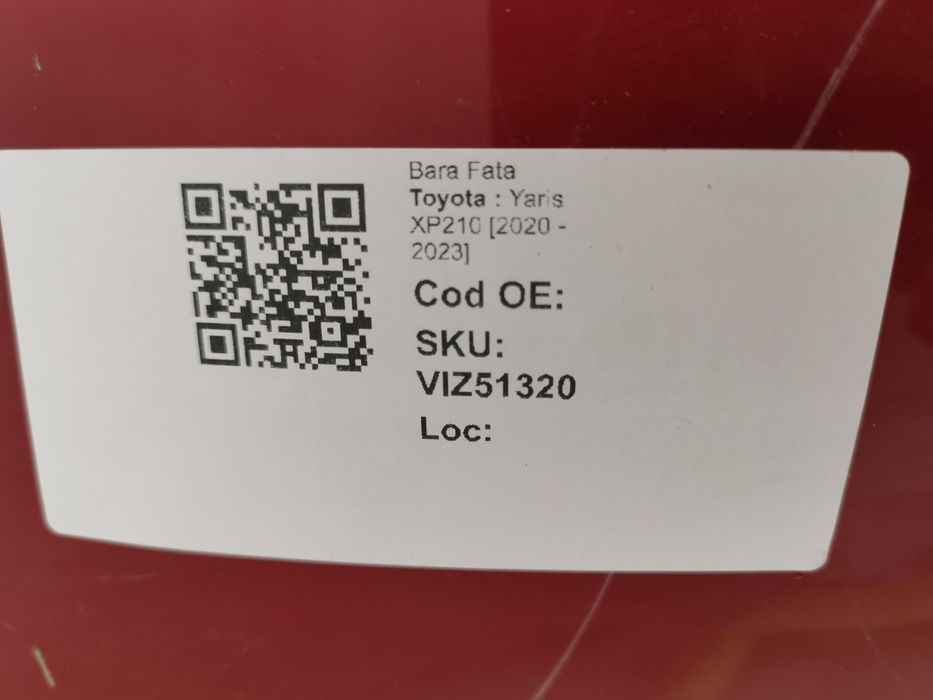 Bara Fata
Toyota : Yaris
XP210 [2020 -
2023]
Cod OE:
SKU:
VIZ51320
Loc: